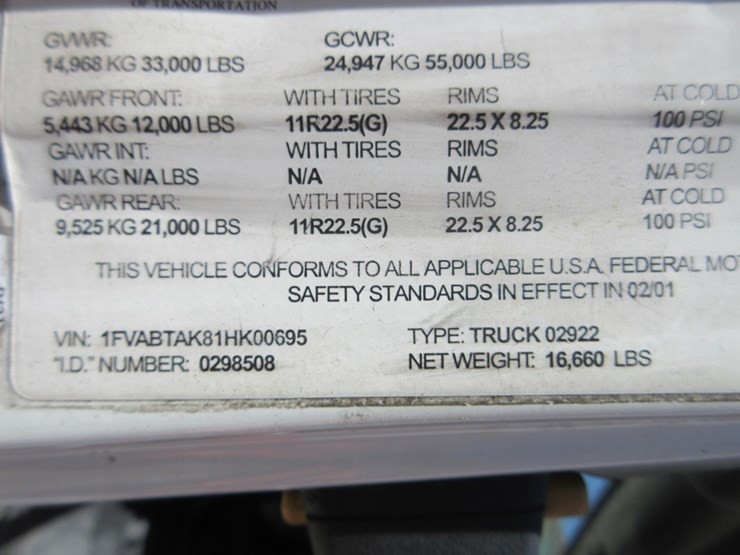 OF TRANSPORTATION
GVWR: GCWR:
14,968 KG 33,000 LBS 24,947 KG 55,000 LBS
GAWR FRONT: WITH TIRES RIMS AT COLD
5,443 KG 12,000 LBS 11R22.5(G) 22.5 X 8.25 100 PSI
GAWR INT: WITH TIRES RIMS AT COLD
N/A KG N/A LBS N/A N/A N/A PSI
GAWR REAR: WITH TIRES RIMS AT COLD
9,525 KG 21,000 LBS 11R22.5(G) 22.5 X 8.25 100 PSI
THIS VEHICLE CONFORMS TO ALL APPLICABLE U.S.A. FEDERAL MO
SAFETY STANDARDS IN EFFECT IN 02/01
VIN: 1FVABTAK81HK00695 TYPE: TRUCK 02922
"I.D." NUMBER: 0298508 NET WEIGHT: 16,660 LBS